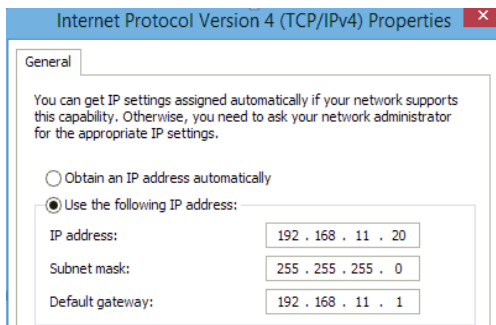 Internet Protocol Version 4 (TCP/IPv4) Properties
General
You can get IP settings assigned automatically if your network supports
this capability. Otherwise, you need to ask your network administrator
for the appropriate IP settings.
Obtain an IP address automatically
Use the following IP address:
IP address: 192 . 168 . 11 . 20
Subnet mask: 255 . 255 . 255 . 0
Default gateway: 192 . 168 . 11 . 1